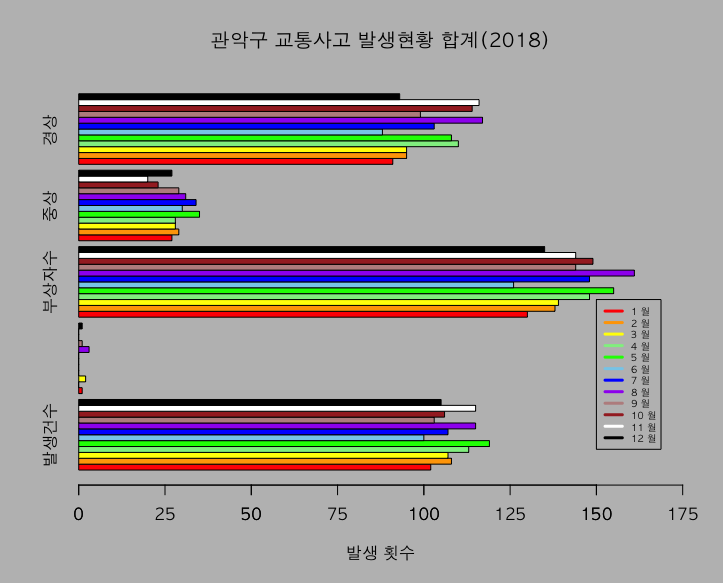 관악구 교통사고 발생현황 합계(2018)
경상
중상
부상자수
발생건수
1 월
2 월
3 월
4 월
5 월
6 월
7 월
8 월
9 월
10 월
11 월
12 월
0 25 50 75 100 125 150 175
발생 횟수